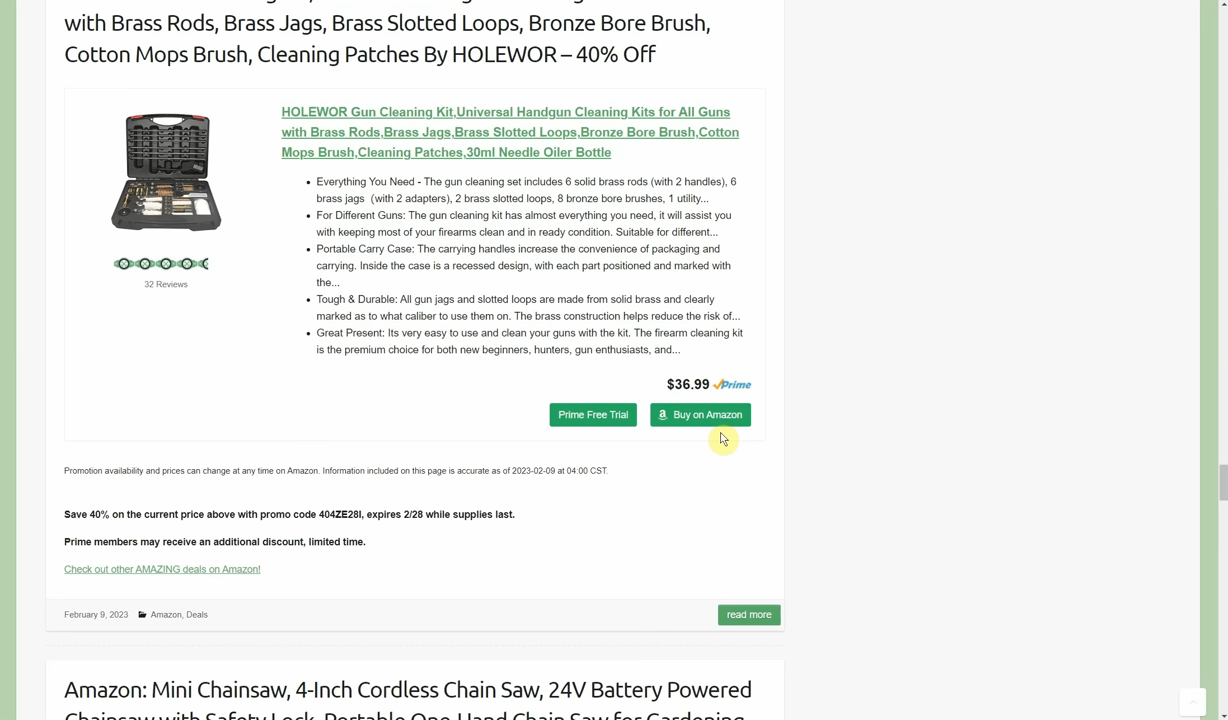 with Brass Rods, Brass Jags, Brass Slotted Loops, Bronze Bore Brush,
Cotton Mops Brush, Cleaning Patches By HOLEWOR – 40% Off
HOLEWOR Gun Cleaning Kit,Universal Handgun Cleaning Kits for All Guns
with Brass Rods,Brass Jags,Brass Slotted Loops,Bronze Bore Brush,Cotton
Mops Brush,Cleaning Patches,30ml Needle Oiler Bottle
32 Reviews
• Everything You Need - The gun cleaning set includes 6 solid brass rods (with 2 handles), 6
brass jags (with 2 adapters), 2 brass slotted loops, 8 bronze bore brushes, 1 utility...
• For Different Guns: The gun cleaning kit has almost everything you need, it will assist you
with keeping most of your firearms clean and in ready condition. Suitable for different...
• Portable Carry Case: The carrying handles increase the convenience of packaging and
carrying. Inside the case is a recessed design, with each part positioned and marked with
the...
• Tough & Durable: All gun jags and slotted loops are made from solid brass and clearly
marked as to what caliber to use them on. The brass construction helps reduce the risk of...
• Great Present: Its very easy to use and clean your guns with the kit. The firearm cleaning kit
is the premium choice for both new beginners, hunters, gun enthusiasts, and...
$36.99 Prime
Prime Free Trial
Buy on Amazon
Promotion availability and prices can change at any time on Amazon. Information included on this page is accurate as of 2023-02-09 at 04:00 CST.
Save 40% on the current price above with promo code 404ZE28I, expires 2/28 while supplies last.
Prime members may receive an additional discount, limited time.
Check out other AMAZING deals on Amazon!
February 9, 2023 Amazon, Deals
read more
Amazon: Mini Chainsaw, 4-Inch Cordless Chain Saw, 24V Battery Powered
Chainsaw with Safety Lock, Portable One-Hand Chain Saw for Gardening